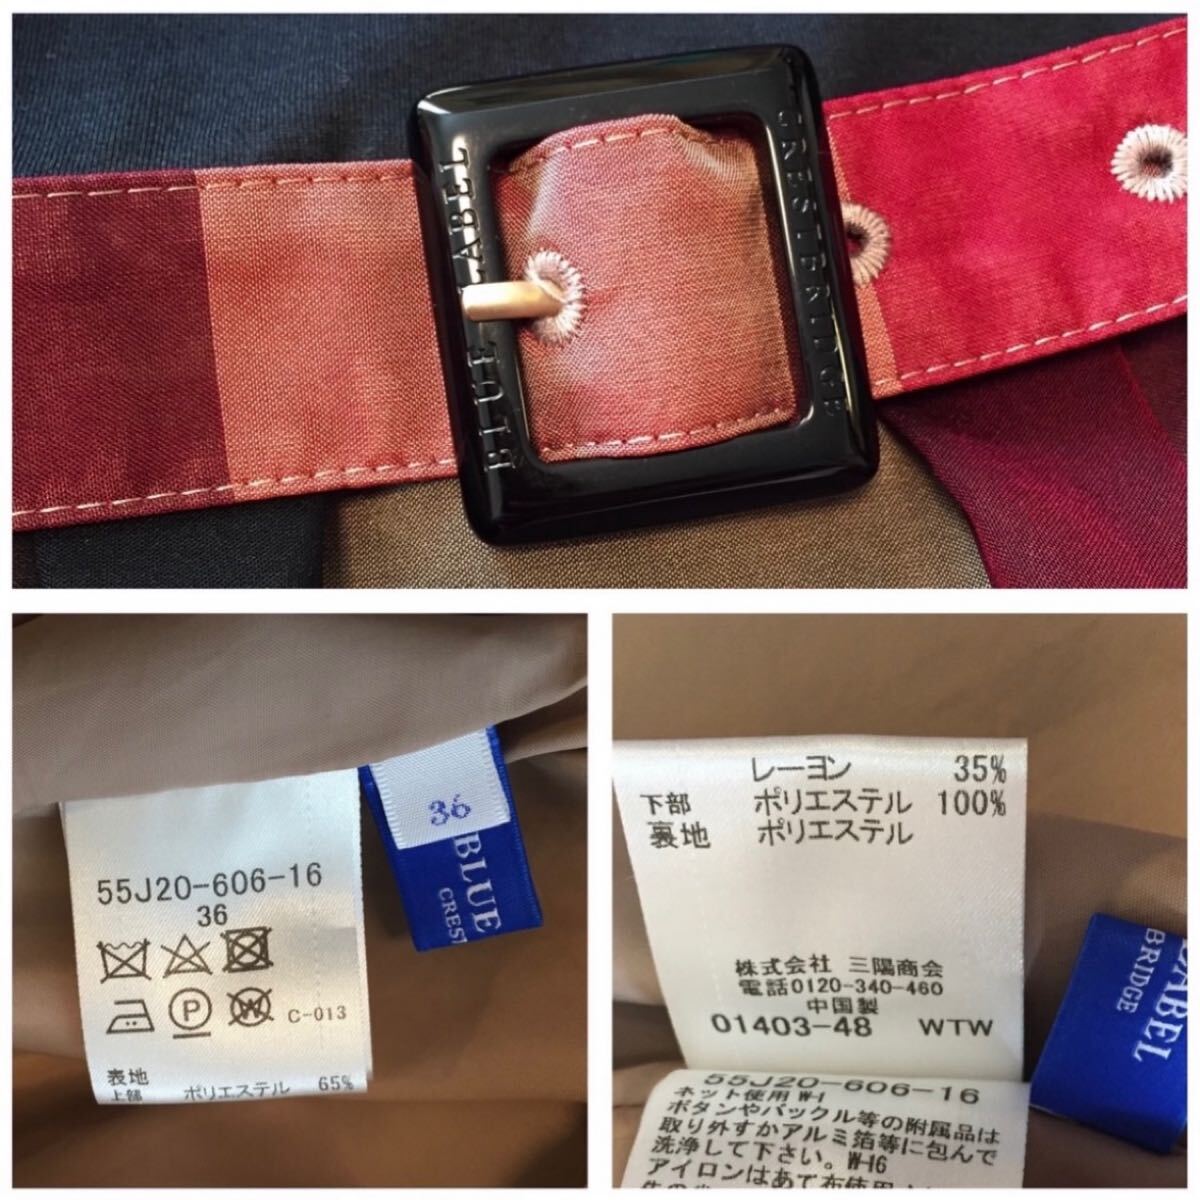 BLUE LABEL
CRESTBRIDGE
55J20-606-16
36
C-013
表地
上部 ポリエステル 65%
36
BLUE
CREST
レーヨン 35%
下部 ポリエステル 100%
裏地 ポリエステル
株式会社 三陽商会
電話0120-340-460
中国製
01403-48 WTW
55J20-606-16
ネット使用 W-I
ボタンやバックル等の附属品は
取り外すかアルミ箔等に包んで
洗浄して下さい。W-16
アイロンはあて布使用
LABEL
BRIDGE